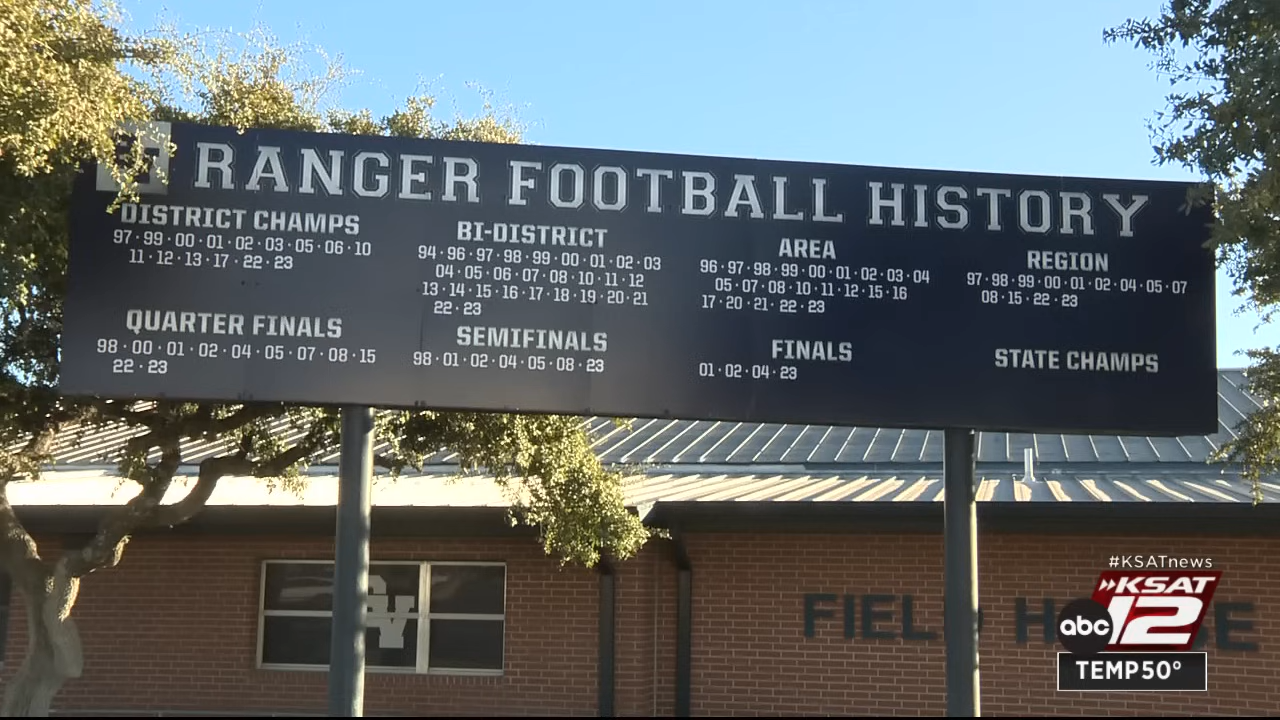 RANGER FOOTBALL HISTORY
DISTRICT CHAMPS
97·99·00·01·02·03·05·06·10
11·12·13·17·22·23
BI-DISTRICT
94·96·97·98·99·00·01·02·03
04·05·06·07·08·10·11·12
13·14·15·16·17·18·19·20·21
22·23
AREA
96·97·98·99·00·01·02·03·04
05·07·08·10·11·12·15·16
17·20·21·22·23
REGION
97·98·99·00·01·02·04·05·07
08·15·22·23
QUARTER FINALS
98·00·01·02·04·05·07·08·15
22·23
SEMIFINALS
98·01·02·04·05·08·23
FINALS
01·02·04·23
STATE CHAMPS
FIELD
#KSATnews
KSAT
abc 12
TEMP 50°